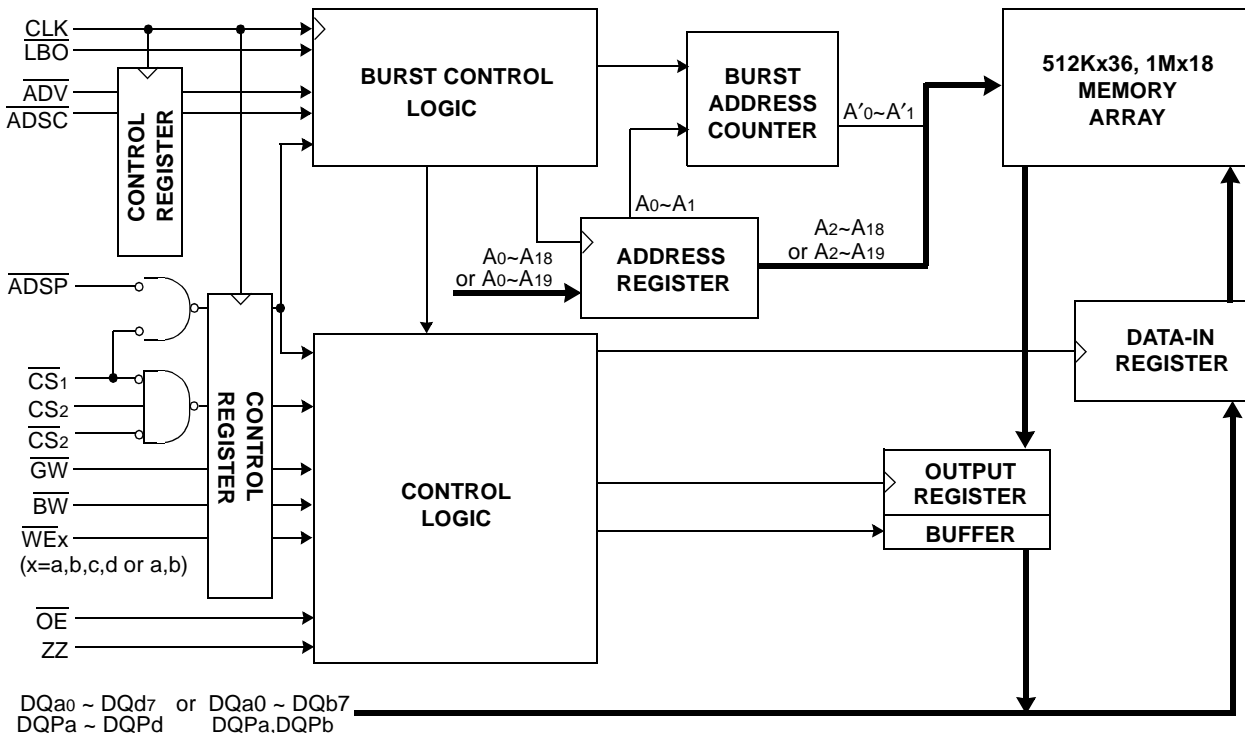 CLK
LBO
ADV
ADSC
CONTROL
REGISTER
BURST CONTROL
LOGIC
BURST
ADDRESS
COUNTER
A′0~A′1
512Kx36, 1Mx18
MEMORY
ARRAY
A0~A1
A0~A18
or A0~A19
ADDRESS
REGISTER
A2~A18
or A2~A19
ADSP
CS1
CS2
CS2
GW
BW
WEx
(x=a,b,c,d or a,b)
OE
ZZ
CONTROL
REGISTER
CONTROL
LOGIC
DATA-IN
REGISTER
OUTPUT
REGISTER
BUFFER
DQa0 ~ DQd7 or DQa0 ~ DQb7
DQPa ~ DQPd DQPa,DQPb